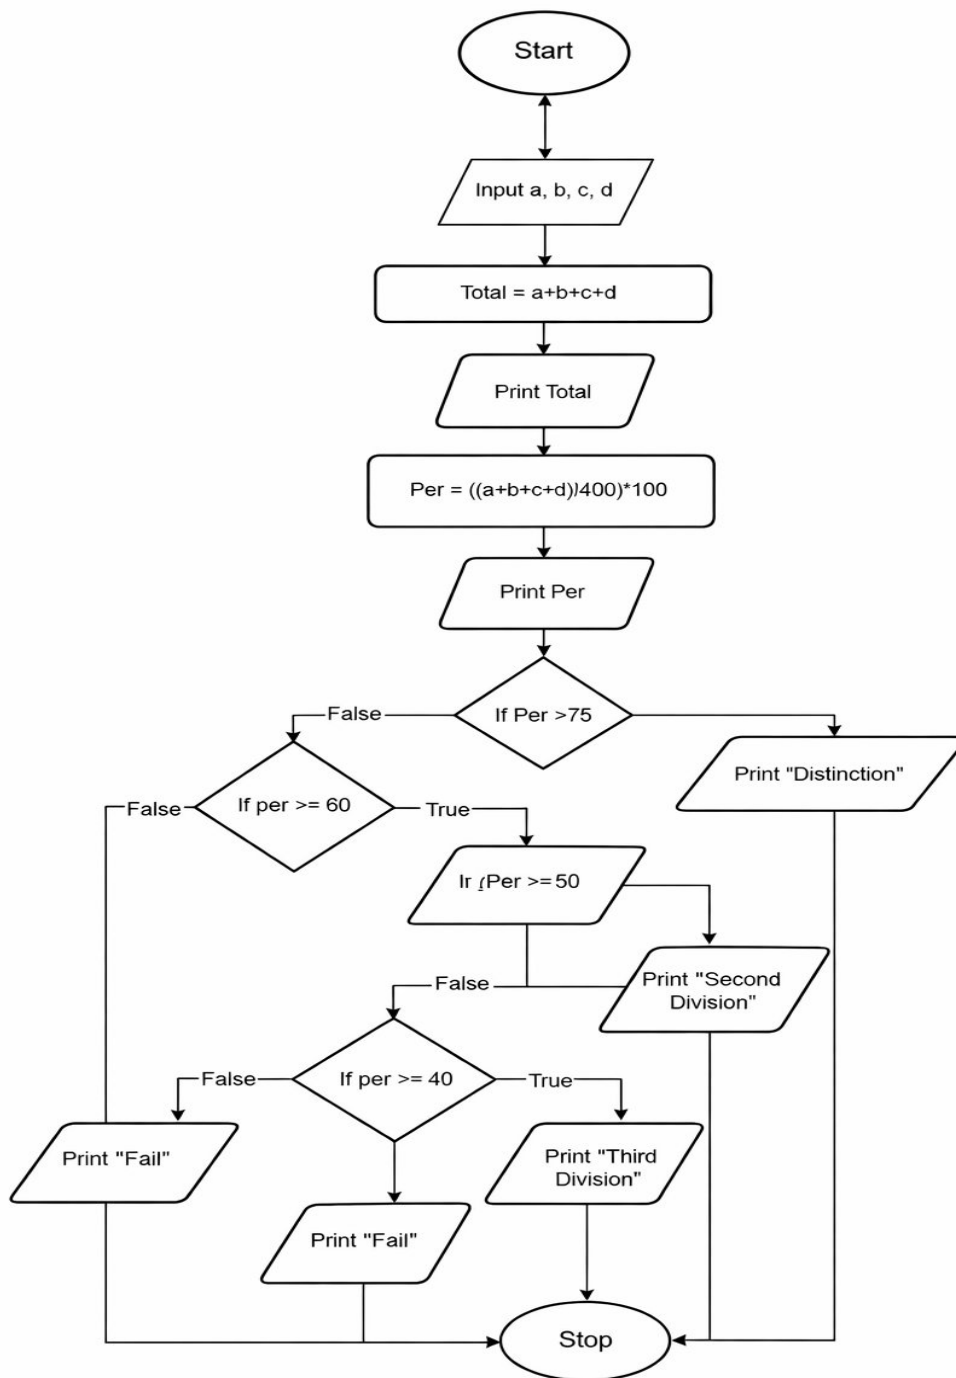 Start
Input a, b, c, d
Total = a+b+c+d
Print Total
Per = ((a+b+c+d))/400)*100
Print Per
If Per >75
False
Print "Distinction"
If per >= 60
False
True
Per >= 50
Print "Second
Division"
False
If per >= 40
False
True
Print "Fail"
Print "Third
Division"
Print "Fail"
Stop